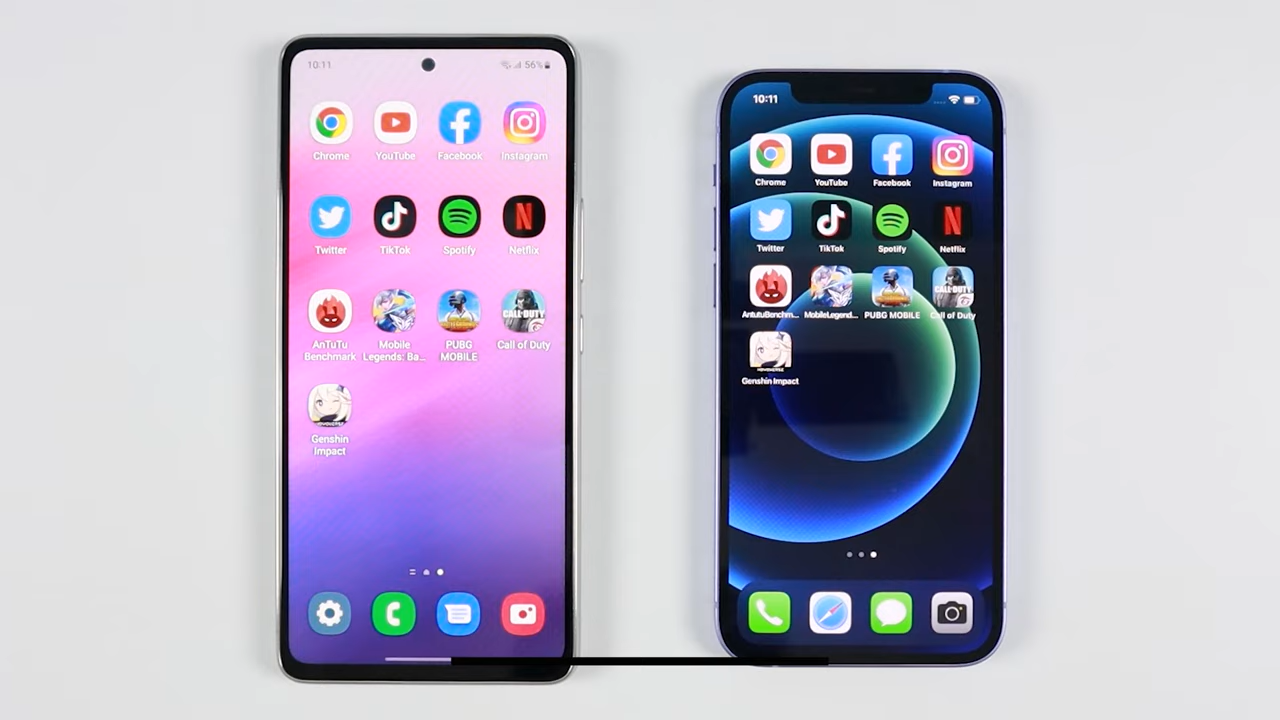 10:11
56%
Chrome YouTube Facebook Instagram
Twitter TikTok Spotify Netflix
AnTuTu Mobile PUBG Call of Duty
Benchmark Legends: Ba... MOBILE
Genshin
Impact
10:11
Chrome YouTube Facebook Instagram
Twitter TikTok Spotify Netflix
AntutuBenchm... MobileLegend... PUBG MOBILE Call of Duty
Genshin Impact